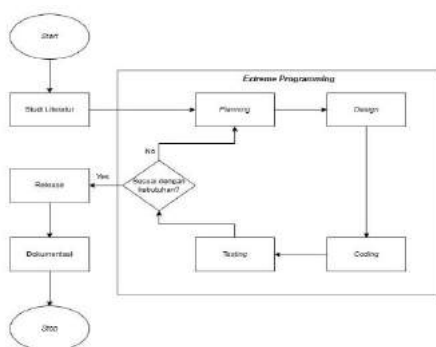 Start
Extreme Programming
Studi Literatur
Planning
Design
No
Yes
Sesuai dengan
kebutuhan?
Release
Dokumentasi
Testing
Coding
Stop